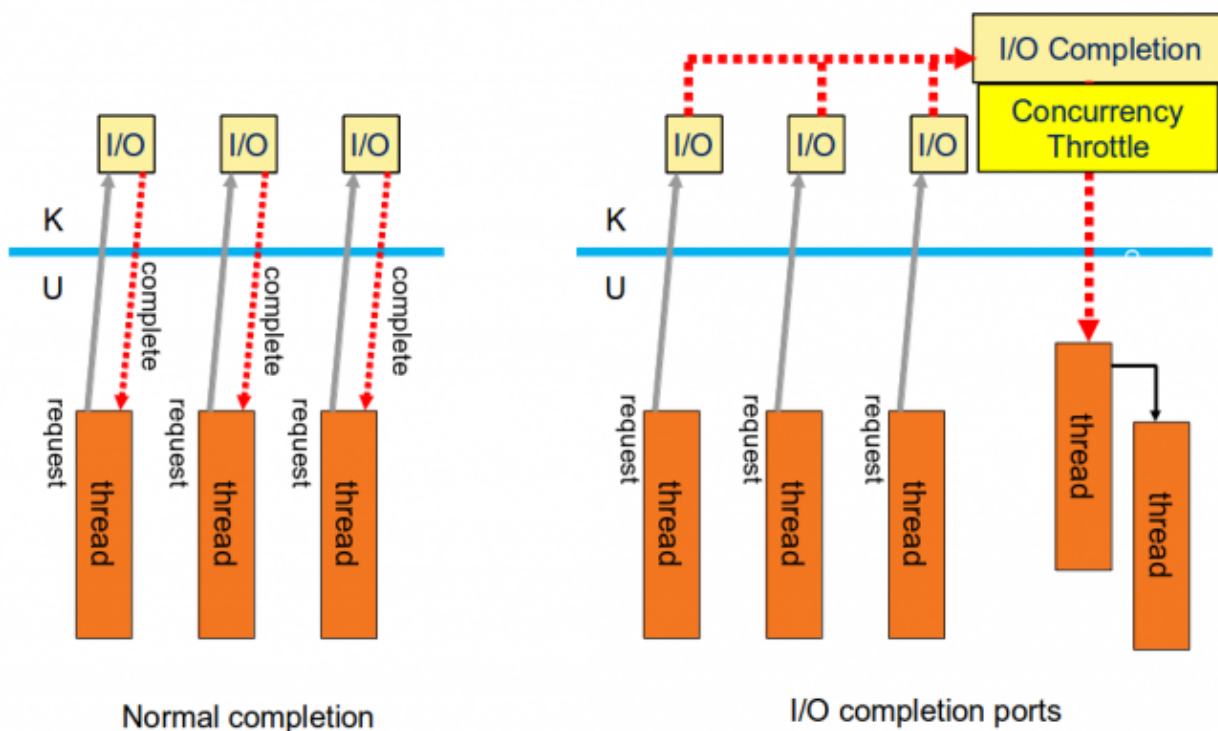 I/O
I/O
I/O
K
U
complete
complete
complete
request
request
request
thread
thread
thread
Normal completion
I/O Completion
Concurrency
Throttle
I/O
I/O
I/O
K
U
request
request
request
thread
thread
thread
thread
thread
I/O completion ports